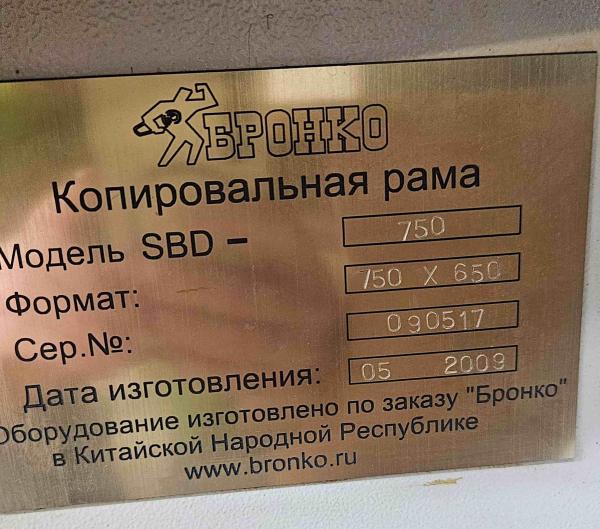 БРОНКО
Копировальная рама
Модель SBD - 750
Формат: 750 X 650
Сер.№: 090517
Дата изготовления: 05 2009
Оборудование изготовлено по заказу "Бронко"
в Китайской Народной Республике
www.bronko.ru